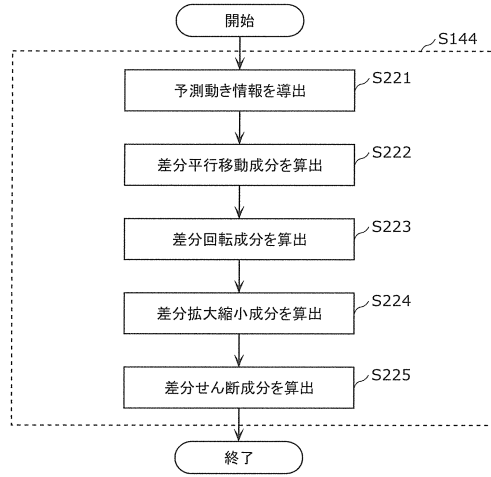 開始
S144
予測動き情報を導出
S221
差分平行移動成分を算出
S222
差分回転成分を算出
S223
差分拡大縮小成分を算出
S224
差分せん断成分を算出
S225
終了